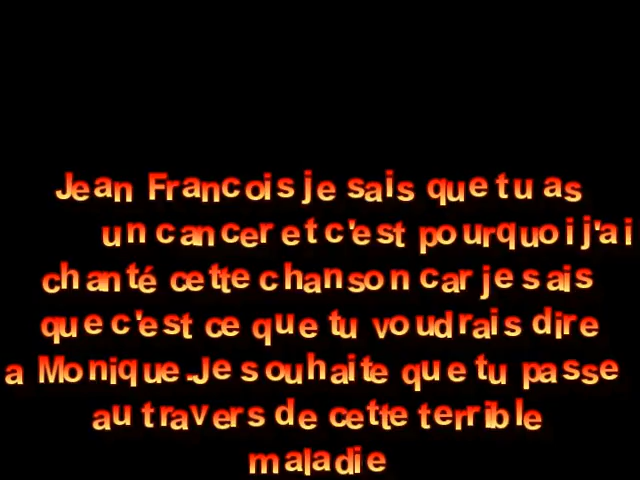 Jean Francois je sais que tu as
un cancer et c'est pourquoi j'ai
chanté cette chanson car je sais
que c'est ce que tu voudrais dire
a Monique.Je souhaite que tu passe
au travers de cette terrible
maladie